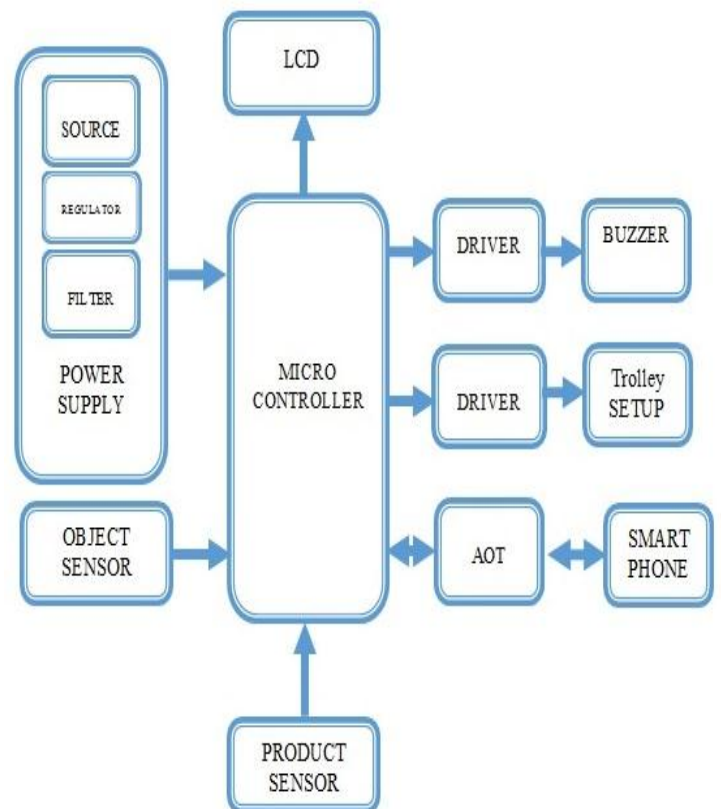 LCD
SOURCE
REGULATOR
FILTER
POWER
SUPPLY
MICRO
CONTROLLER
DRIVER
BUZZER
DRIVER
Trolley
SETUP
OBJECT
SENSOR
AOT
SMART
PHONE
PRODUCT
SENSOR